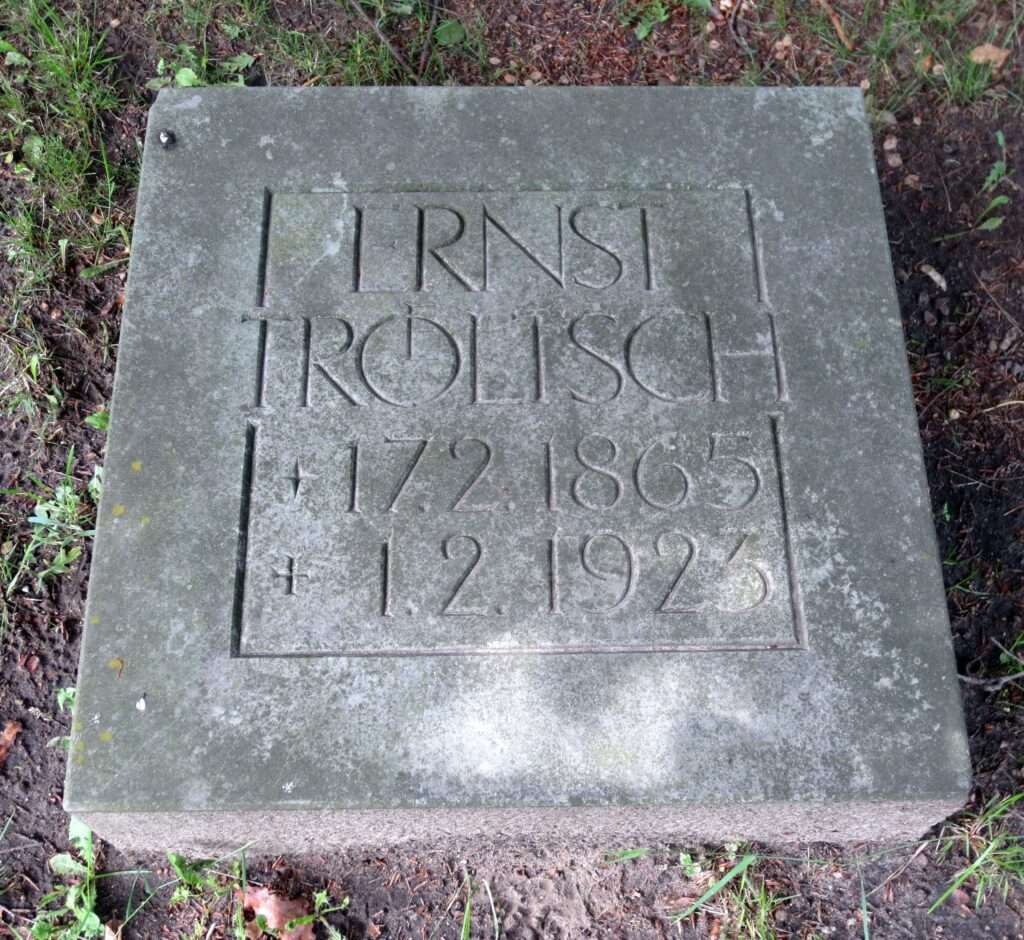 ERNST
TRÖLTSCH
✦ 17.2.1865
+ 1.2.1923